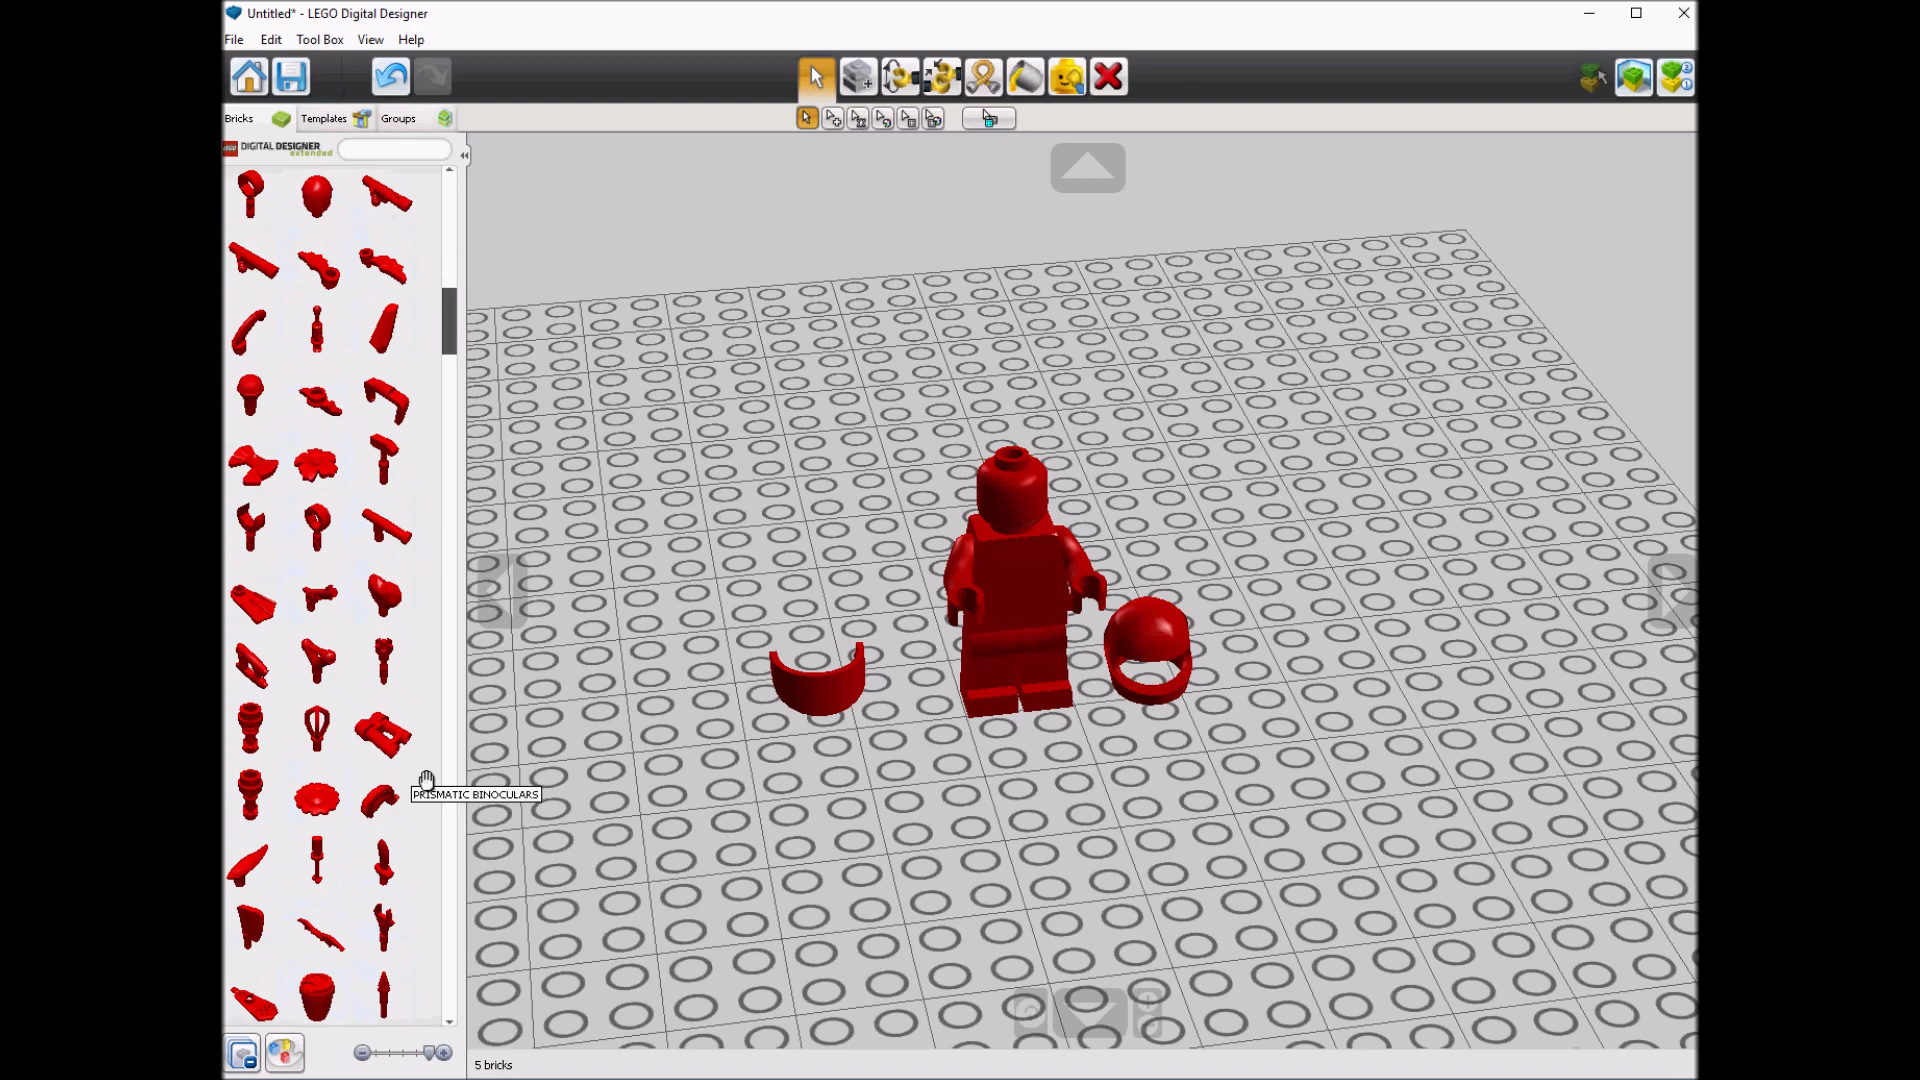 Untitled* - LEGO Digital Designer
File Edit Tool Box View Help
Bricks Templates Groups
LEGO DIGITAL DESIGNER
extended
PRISMATIC BINOCULARS
5 bricks